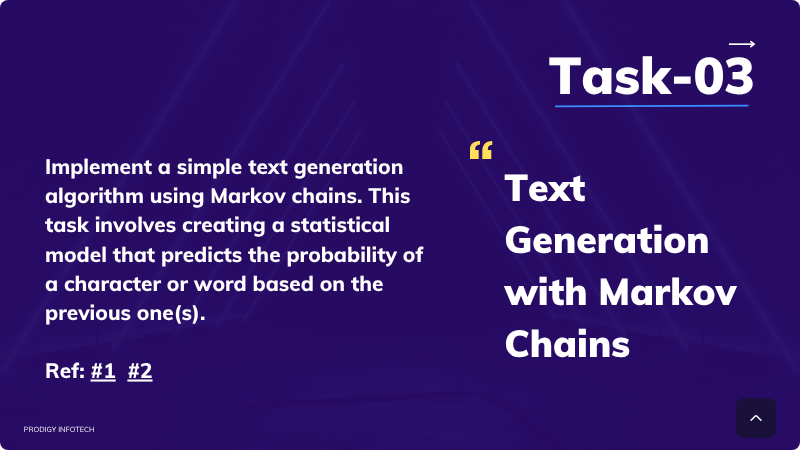 Task-03
Implement a simple text generation
algorithm using Markov chains. This
task involves creating a statistical
model that predicts the probability of
a character or word based on the
previous one(s).
Ref: #1 #2
“
Text
Generation
with Markov
Chains
PRODIGY INFOTECH